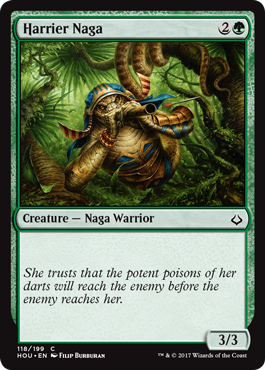 Harrier Naga 2
Creature — Naga Warrior
She trusts that the potent poisons of her
darts will reach the enemy before the
enemy reaches her.
3/3
118/199 C
HOU • EN Filip Burburan
™ & © 2017 Wizards of the Coast